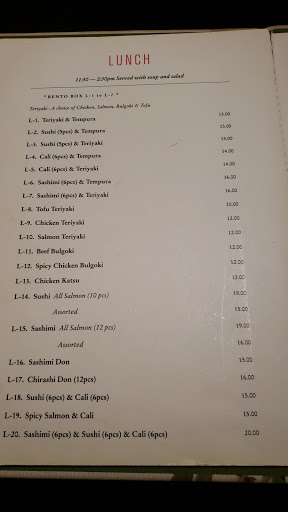 LUNCH
11:30 — 2:30pm Served with soup and salad
" BENTO BOX L-1 to L-7 "
Teriyaki - A choice of Chicken, Salmon, Bulgoki & Tofu
L-1. Teriyaki & Tempura 13.00
L-2. Sushi (5pcs) & Tempura 15.00
L-3. Sushi (5pcs) & Teriyaki 15.00
L-4. Cali (6pcs) & Tempura 14.00
L-5. Cali (6pcs) & Teriyaki 14.00
L-6. Sashimi (6pcs) & Tempura 16.00
L-7. Sashimi (6pcs) & Teriyaki 16.00
L-8. Tofu Teriyaki 10.00
L-9. Chicken Teriyaki 12.00
L-10. Salmon Teriyaki 12.00
L-11. Beef Bulgoki 12.00
L-12. Spicy Chicken Bulgoki 12.00
L-13. Chicken Katsu 12.00
L-14. Sushi All Salmon (10 pcs) 18.00
Assorted 15.00
L-15. Sashimi All Salmon (12 pcs) 19.00
Assorted 16.00
L-16. Sashimi Don 15.00
L-17. Chirashi Don (12pcs) 16.00
L-18. Sushi (6pcs) & Cali (6pcs) 15.00
L-19. Spicy Salmon & Cali 15.00
L-20. Sashimi (6pcs) & Sushi (6pcs) & Cali (6pcs) 20.00